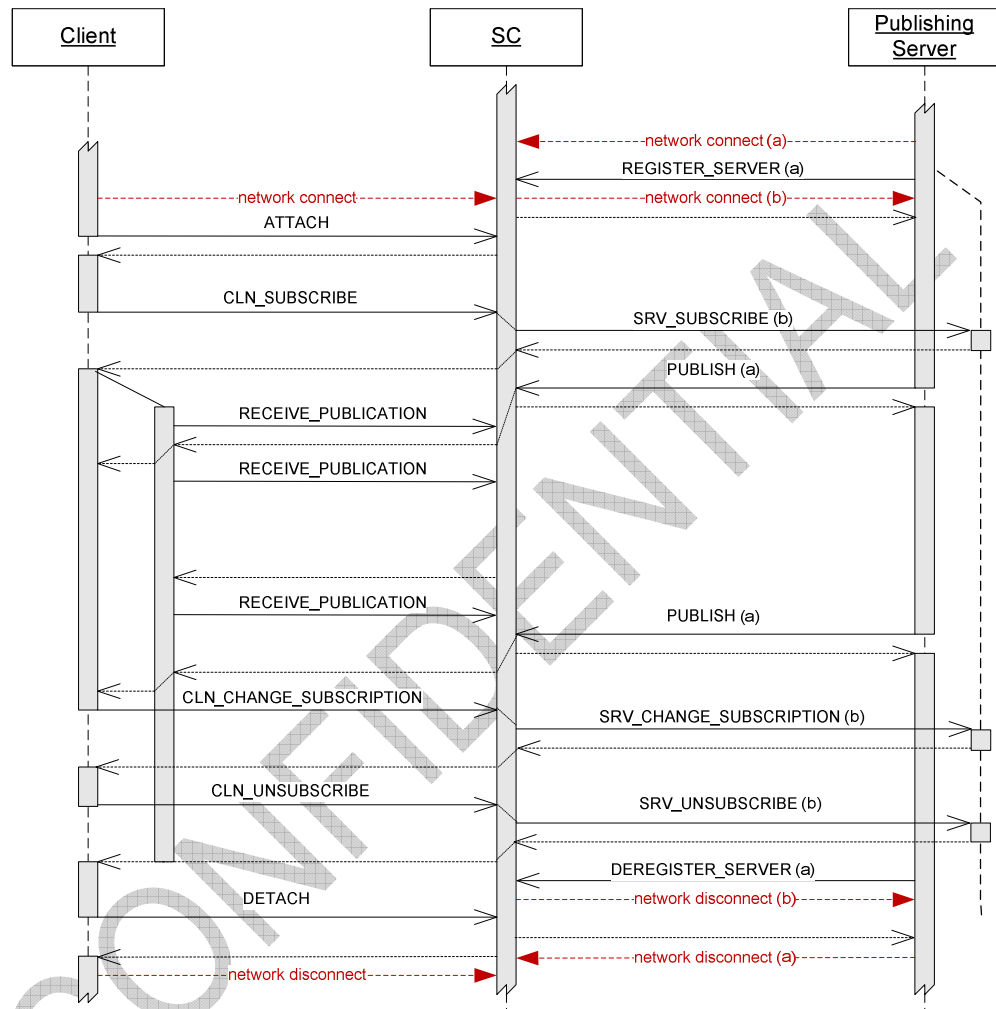 Client
SC
Publishing
Server
network connect (a)
REGISTER_SERVER (a)
network connect
network connect (b)
ATTACH
CLN_SUBSCRIBE
SRV_SUBSCRIBE (b)
PUBLISH (a)
RECEIVE_PUBLICATION
RECEIVE_PUBLICATION
RECEIVE_PUBLICATION
PUBLISH (a)
CLN_CHANGE_SUBSCRIPTION
SRV_CHANGE_SUBSCRIPTION (b)
CLN_UNSUBSCRIBE
SRV_UNSUBSCRIBE (b)
DEREGISTER_SERVER (a)
DETACH
network disconnect (b)
network disconnect (a)
network disconnect
CONFIDENTIAL